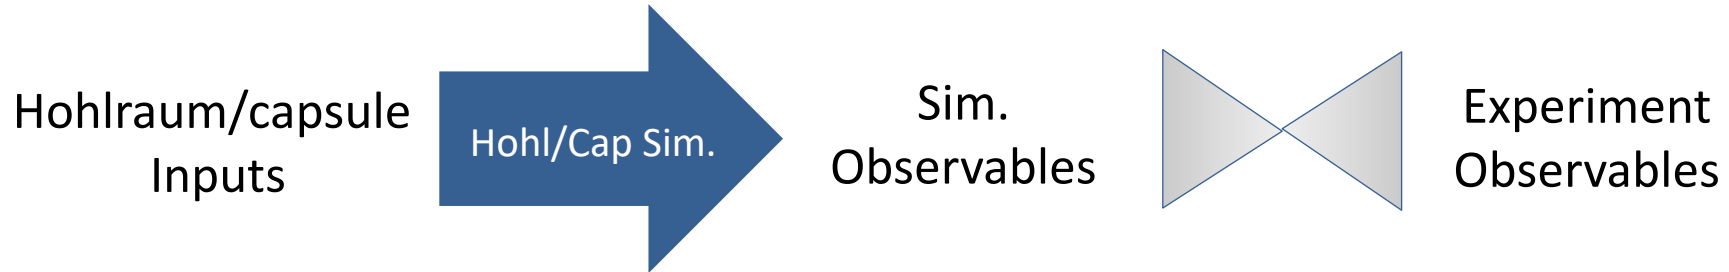 Hohlraum/capsule
Inputs
Hohl/Cap Sim.
Sim.
Observables
Experiment
Observables